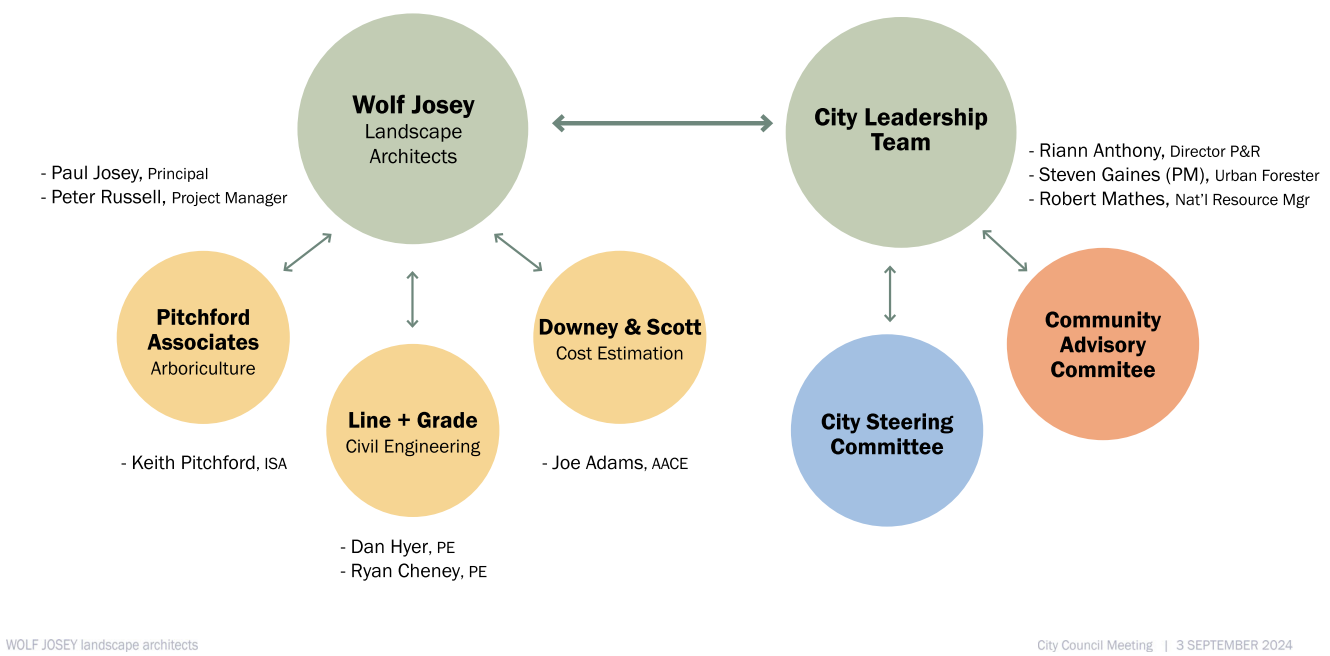 Wolf Josey
Landscape
Architects
City Leadership
Team
- Paul Josey, Principal
- Peter Russell, Project Manager
- Riann Anthony, Director P&R
- Steven Gaines (PM), Urban Forester
- Robert Mathes, Nat'l Resource Mgr
Pitchford
Associates
Arboriculture
- Keith Pitchford, ISA
Line + Grade
Civil Engineering
- Dan Hyer, PE
- Ryan Cheney, PE
Downey & Scott
Cost Estimation
- Joe Adams, AACE
City Steering
Committee
Community
Advisory
Commitee
WOLF JOSEY landscape architects
City Council Meeting | 3 SEPTEMBER 2024